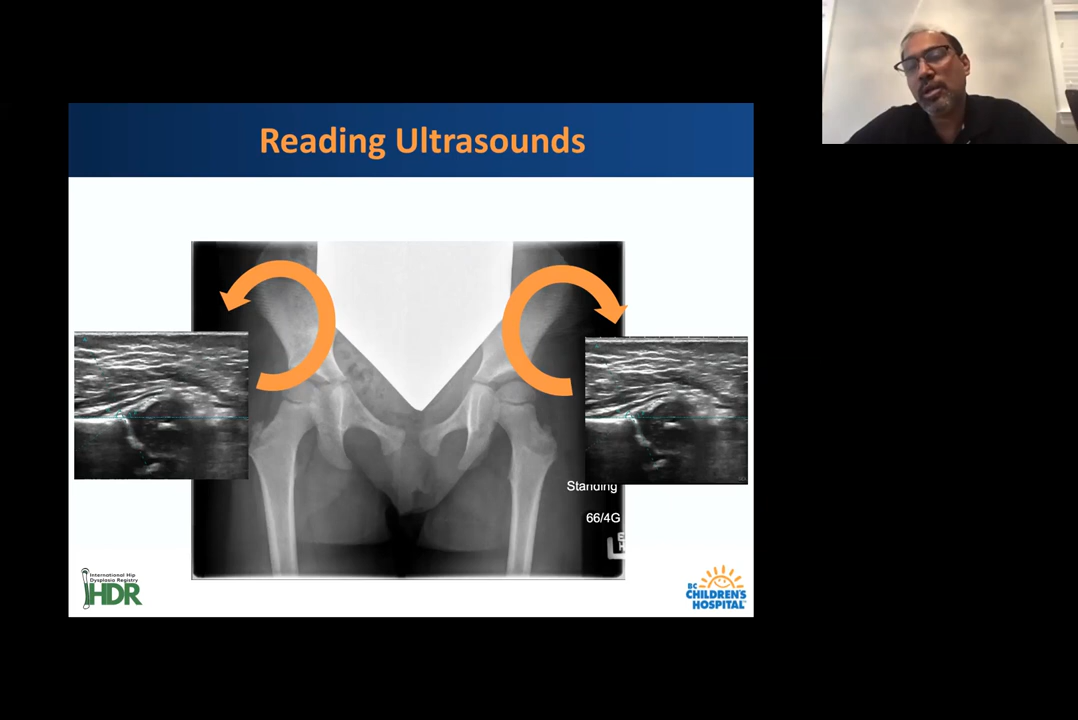 Reading Ultrasounds
Standing
66/4G
International Hip
Dysplasia Registry
IHDR
BC
CHILDREN'S
HOSPITAL